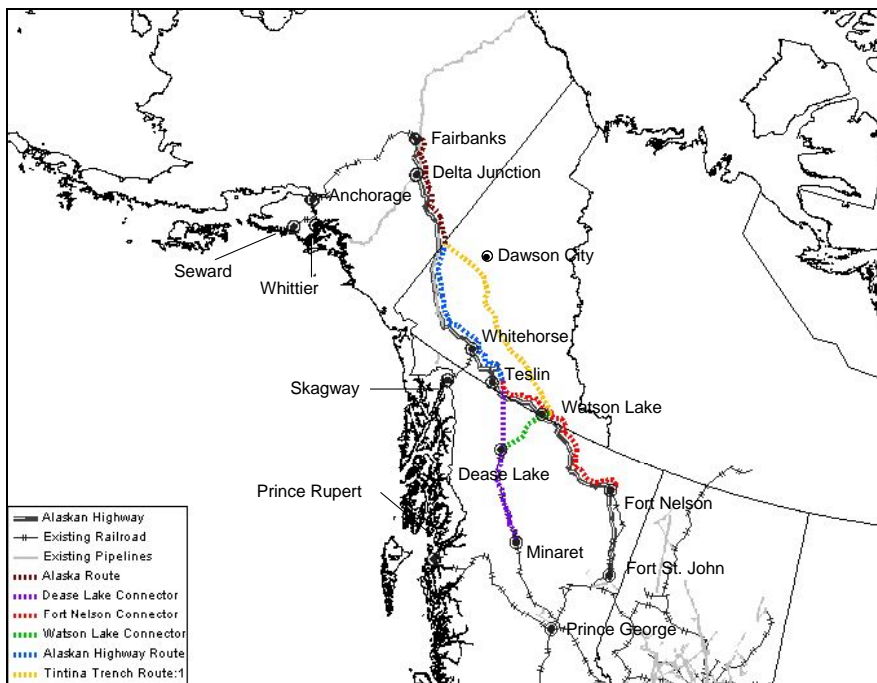 Fairbanks
Delta Junction
Anchorage
Dawson City
Seward
Whittier
Whitehorse
Teslin
Skagway
Watson Lake
Dease Lake
Prince Rupert
Fort Nelson
Minaret
Fort St. John
Prince George
Alaskan Highway
Existing Railroad
Existing Pipelines
Alaska Route
Dease Lake Connector
Fort Nelson Connector
Watson Lake Connector
Alaskan Highway Route
Tintina Trench Route:1